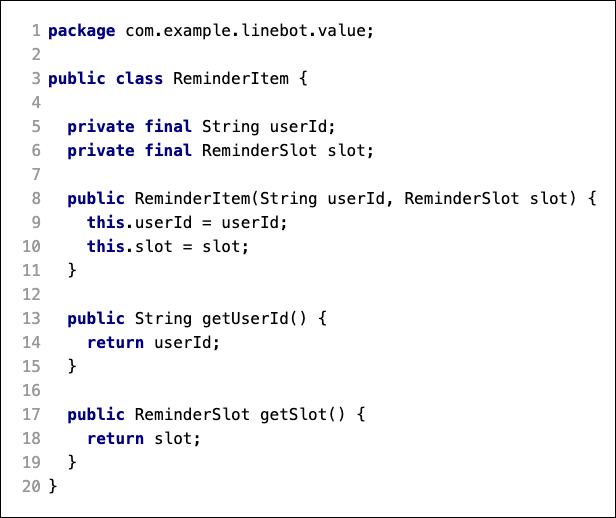 1 package com.example.linebot.value;
2
3 public class ReminderItem {
4
5   private final String userId;
6   private final ReminderSlot slot;
7
8   public ReminderItem(String userId, ReminderSlot slot) {
9     this.userId = userId;
10     this.slot = slot;
11   }
12
13   public String getUserId() {
14     return userId;
15   }
16
17   public ReminderSlot getSlot() {
18     return slot;
19   }
20 }